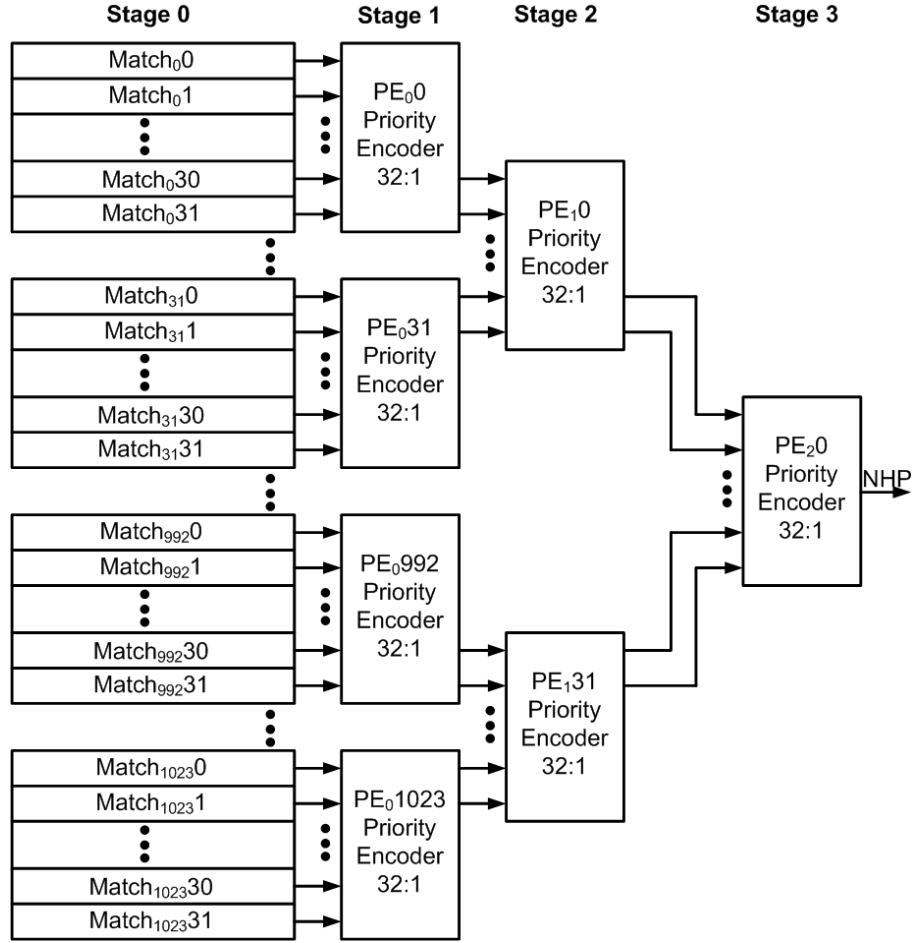 Stage 0
Stage 1
Stage 2
Stage 3
Match₀0
Match₀1
Match₀30
Match₀31
PE₀0
Priority
Encoder
32:1
Match₃₁0
Match₃₁1
Match₃₁30
Match₃₁31
PE₀31
Priority
Encoder
32:1
Match₉₉₂0
Match₉₉₂1
Match₉₉₂30
Match₉₉₂31
PE₀992
Priority
Encoder
32:1
Match₁₀₂₃0
Match₁₀₂₃1
Match₁₀₂₃30
Match₁₀₂₃31
PE₀1023
Priority
Encoder
32:1
PE₁0
Priority
Encoder
32:1
PE₁31
Priority
Encoder
32:1
PE₂0
Priority
Encoder
32:1
NHP